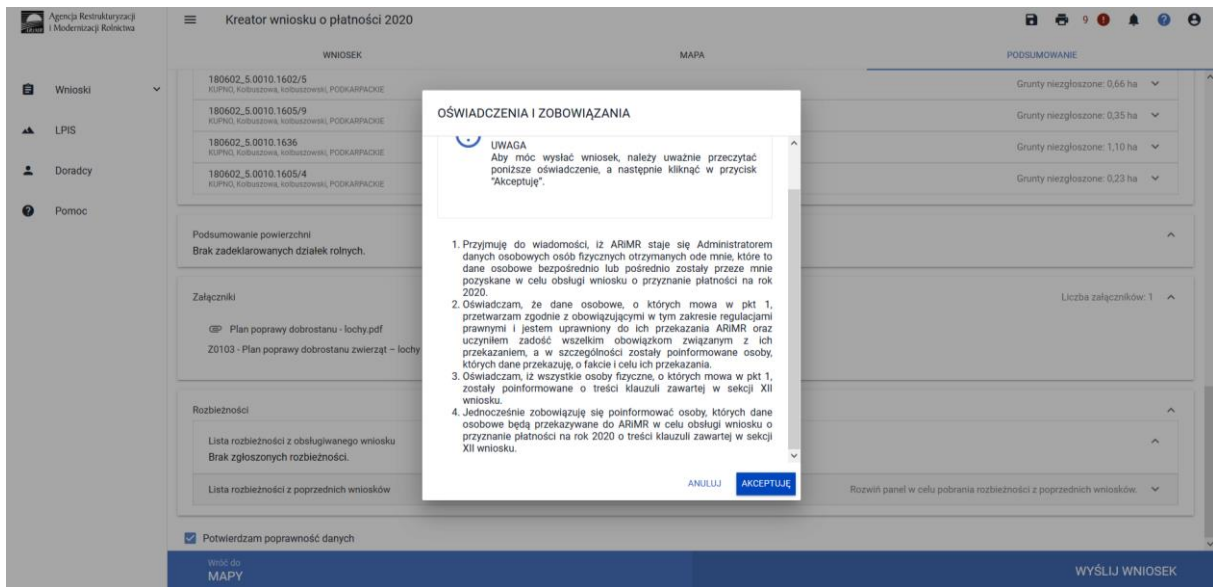 Agencja Restrukturyzacji
i Modernizacji Rolnictwa
Kreator wniosku o płatności 2020
9
WNIOSEK
MAPA
PODSUMOWANIE
Wnioski
LPIS
Doradcy
Pomoc
180602_5.0010.1602/5
KUPNO, Kolbuszowa, kolbuszowski, PODKARPACKIE
Grunty niezgłoszone: 0,66 ha
180602_5.0010.1605/9
KUPNO, Kolbuszowa, kolbuszowski, PODKARPACKIE
Grunty niezgłoszone: 0,35 ha
180602_5.0010.1636
KUPNO, Kolbuszowa, kolbuszowski, PODKARPACKIE
Grunty niezgłoszone: 1,10 ha
180602_5.0010.1605/4
KUPNO, Kolbuszowa, kolbuszowski, PODKARPACKIE
Grunty niezgłoszone: 0,23 ha
Podsumowanie powierzchni
Brak zadeklarowanych działek rolnych.
Załączniki
Liczba załączników: 1
Plan poprawy dobrostanu - lochy.pdf
Z0103 - Plan poprawy dobrostanu zwierząt – lochy
Rozbieżności
Lista rozbieżności z obsługiwanego wniosku
Brak zgłoszonych rozbieżności.
Lista rozbieżności z poprzednich wniosków
Rozwiń panel w celu pobrania rozbieżności z poprzednich wniosków.
Potwierdzam poprawność danych
Wróć do
MAPY
WYŚLIJ WNIOSEK
OŚWIADCZENIA I ZOBOWIĄZANIA
UWAGA
Aby móc wysłać wniosek, należy uważnie przeczytać
poniższe oświadczenie, a następnie kliknąć w przycisk
"Akceptuję".
1. Przyjmuję do wiadomości, iż ARiMR staje się Administratorem
danych osobowych osób fizycznych otrzymanych ode mnie, które to
dane osobowe bezpośrednio lub pośrednio zostały przeze mnie
pozyskane w celu obsługi wniosku o przyznanie płatności na rok
2020.
2. Oświadczam, że dane osobowe, o których mowa w pkt 1,
przetwarzam zgodnie z obowiązującymi w tym zakresie regulacjami
prawnymi i jestem uprawniony do ich przekazania ARiMR oraz
uczyniłem zadość wszelkim obowiązkom związanym z ich
przekazaniem, a w szczególności zostały poinformowane osoby,
których dane przekazuję, o fakcie i celu ich przekazania.
3. Oświadczam, iż wszystkie osoby fizyczne, o których mowa w pkt 1,
zostały poinformowane o treści klauzuli zawartej w sekcji XII
wniosku.
4. Jednocześnie zobowiązuję się poinformować osoby, których dane
osobowe będą przekazywane do ARiMR w celu obsługi wniosku o
przyznanie płatności na rok 2020 o treści klauzuli zawartej w sekcji
XII wniosku.
ANULUJ
AKCEPTUJĘ